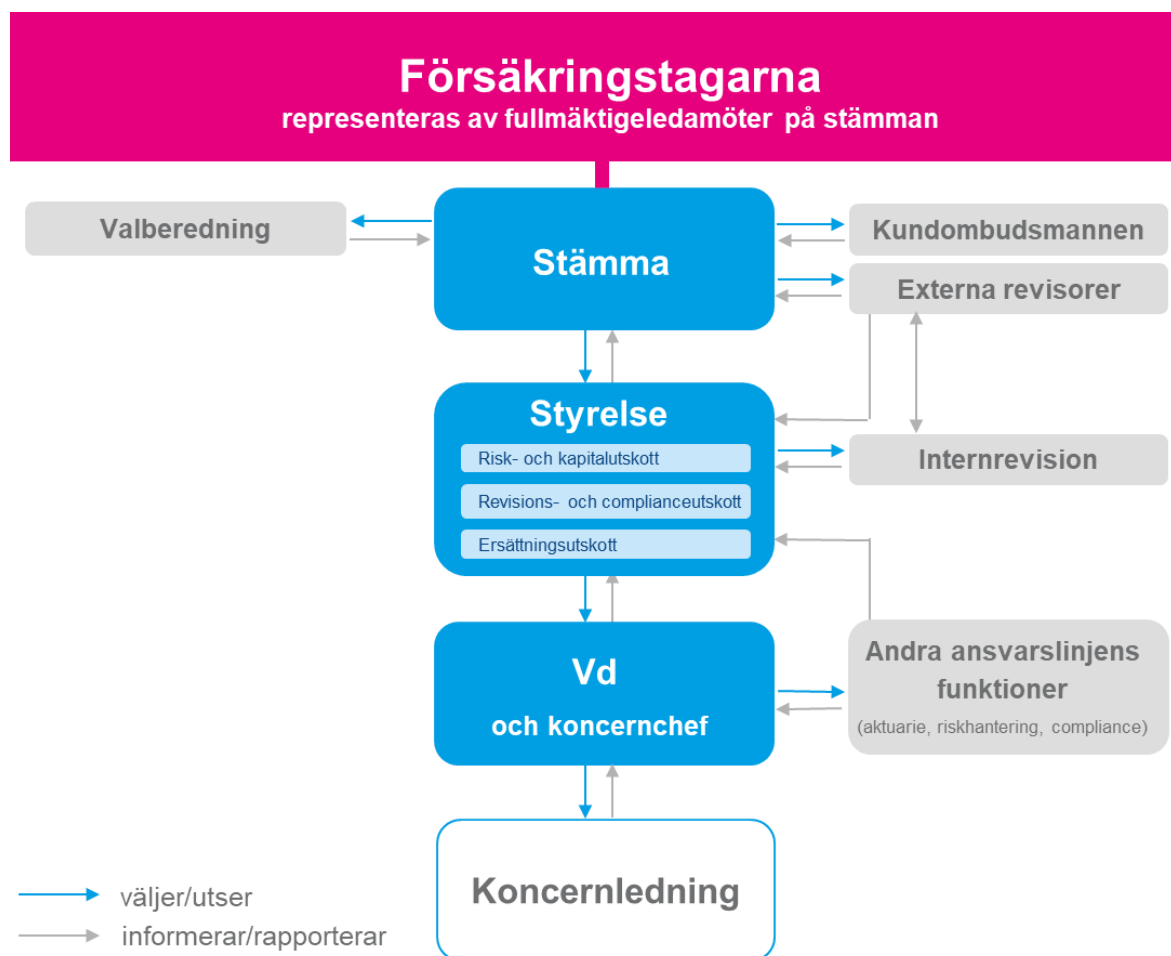 Försäkringstagarna
representeras av fullmäktigeledamöter på stämman
Valberedning
Stämma
Kundombudsmannen
Externa revisorer
Styrelse
Risk- och kapitalutskott
Revisions- och complianceutskott
Ersättningsutskott
Internrevision
Vd
och koncernchef
Andra ansvarslinjens
funktioner
(aktuarie, riskhantering, compliance)
Koncernledning
väljer/utser
informerar/rapporterar